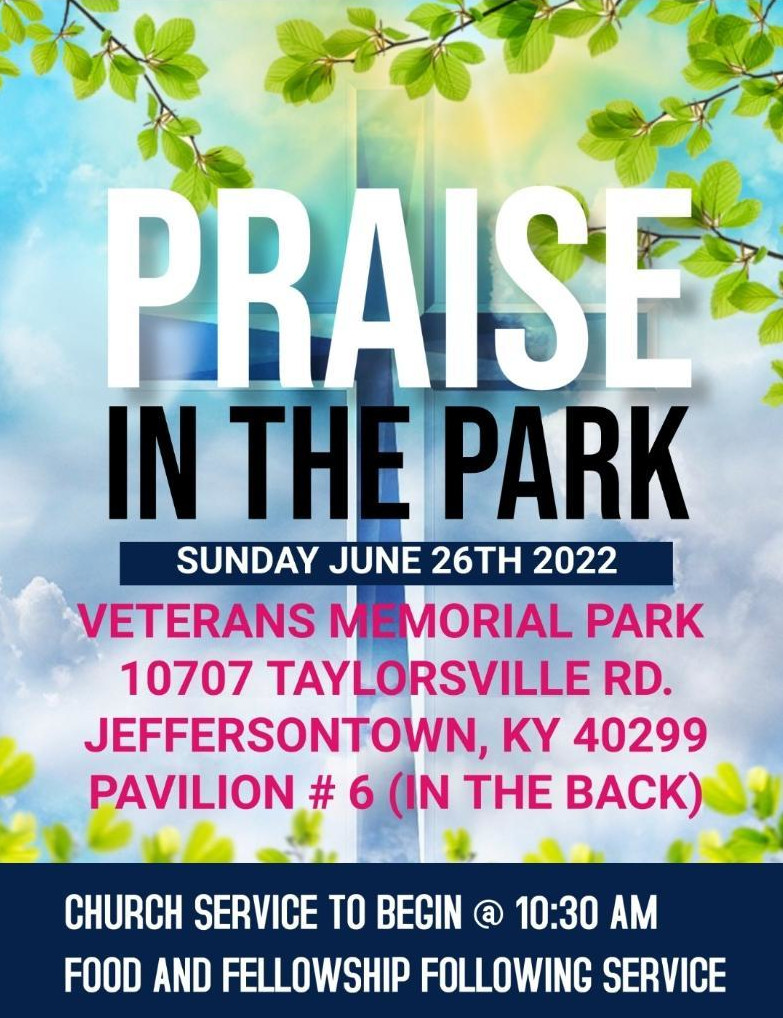 PRAISE
IN THE PARK
SUNDAY JUNE 26TH 2022
VETERANS MEMORIAL PARK
10707 TAYLORSVILLE RD.
JEFFERSONTOWN, KY 40299
PAVILION # 6 (IN THE BACK)
CHURCH SERVICE TO BEGIN @ 10:30 AM
FOOD AND FELLOWSHIP FOLLOWING SERVICE